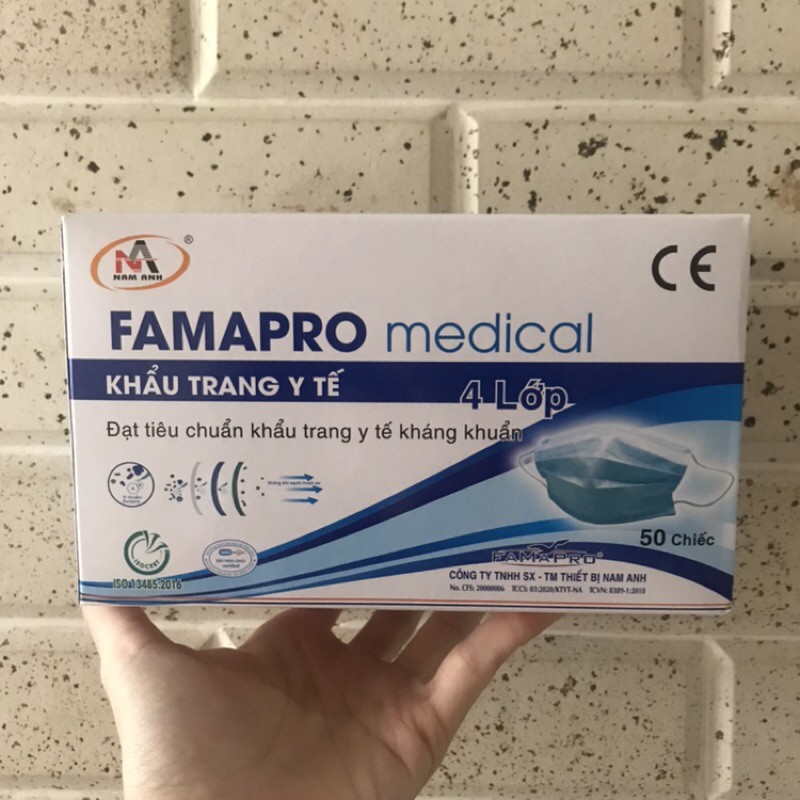 NA
NAM ANH
®
CE
FAMAPRO medical
KHẨU TRANG Y TẾ
4 Lớp
Đạt tiêu chuẩn khẩu trang y tế kháng khuẩn
50 Chiếc
ISOCERT
ISO:13485:2016
FAMAPRO®
CÔNG TY TNHH SX - TM THIẾT BỊ NAM ANH
No. CFS: 20000006 TCCS: 03:2020/KTYT-NA TCVN: 8389-1:2010